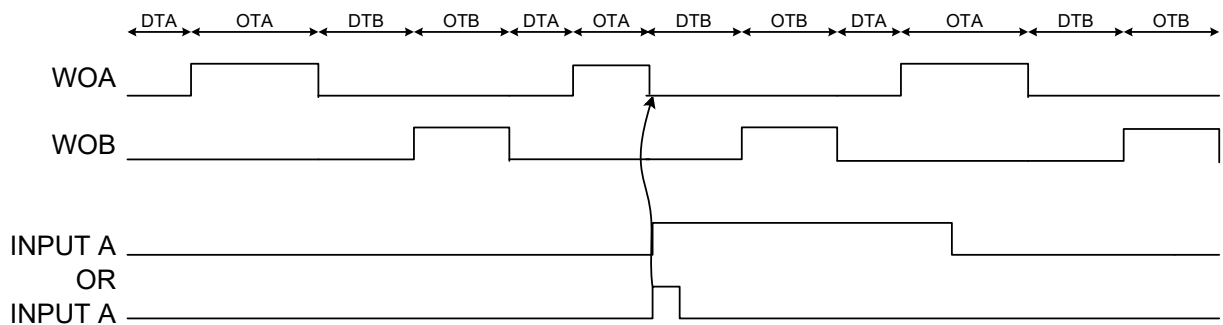 DTA OTA DTB OTB DTA OTA DTB OTB DTA OTA DTB OTB
WOA
WOB
INPUT A
OR
INPUT A